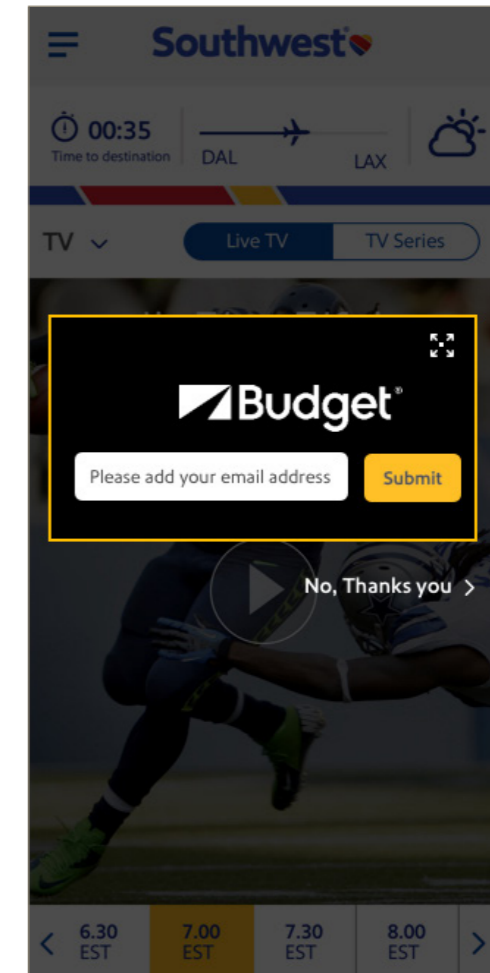 Southwest®
00:35
Time to destination
DAL
LAX
TV
Live TV
TV Series
Budget®
Please add your email address
Submit
No, Thanks you
6.30 7.00 7.30 8.00
EST EST EST EST